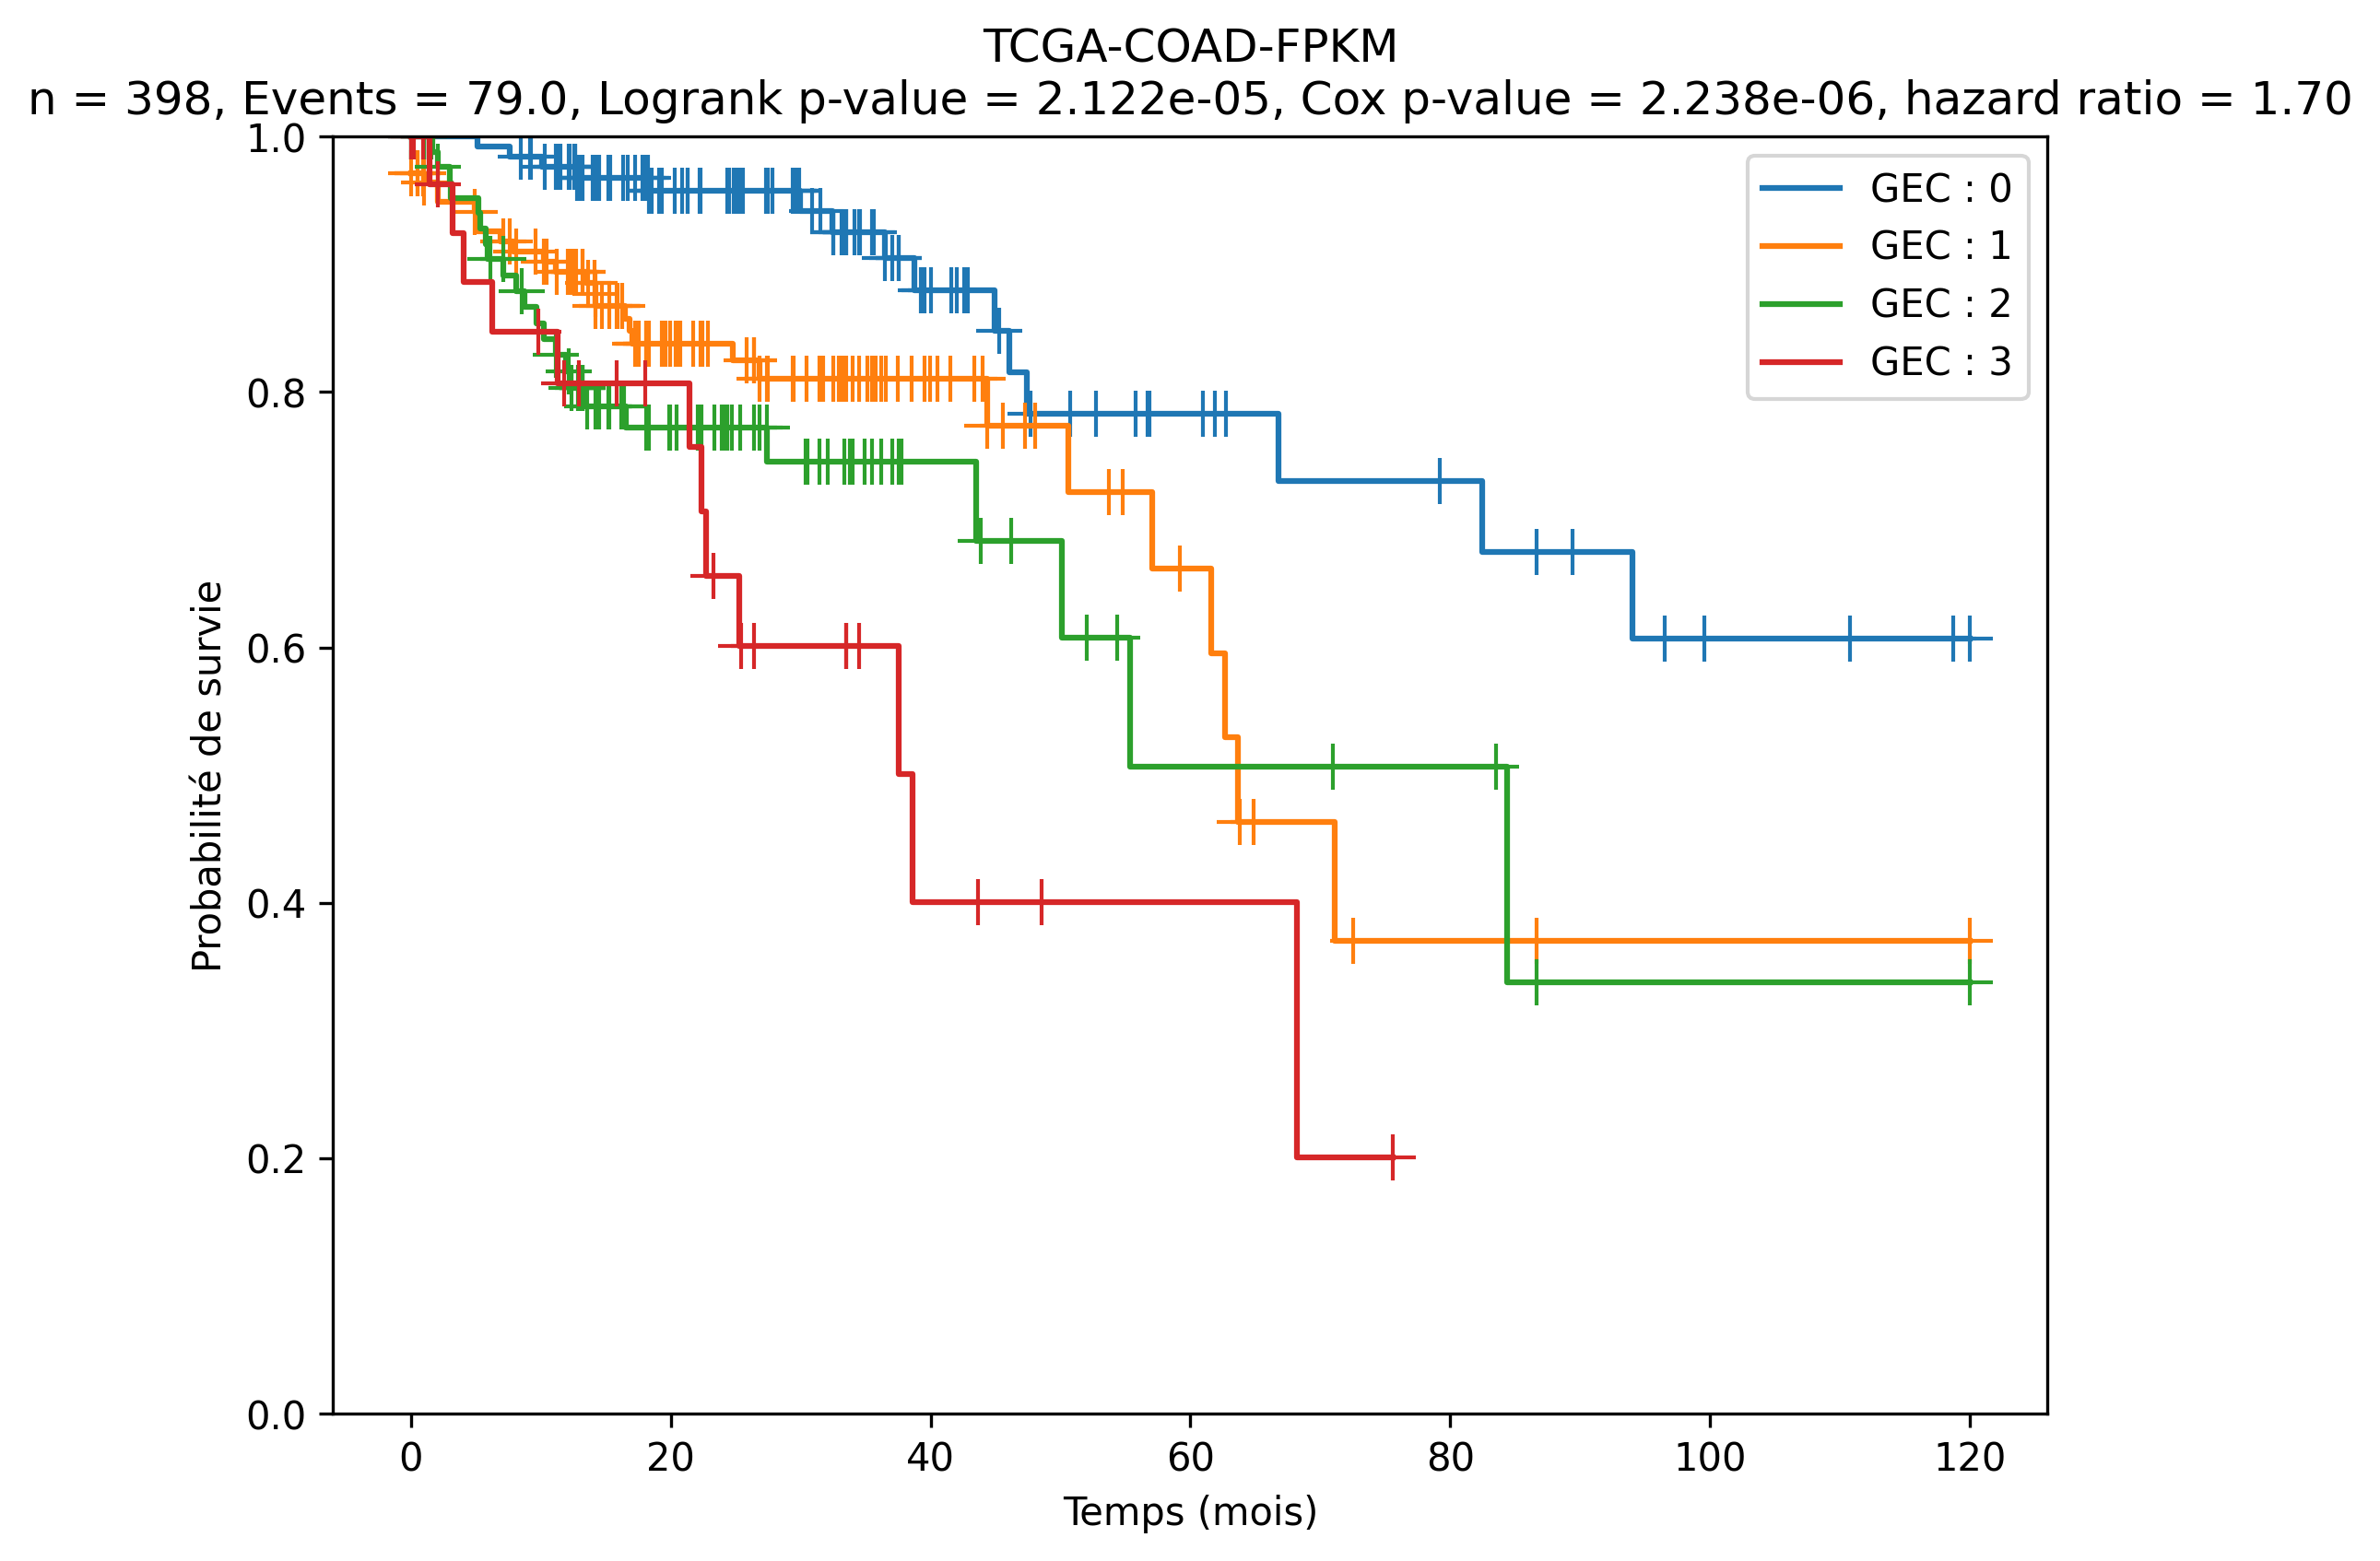 TCGA-COAD-FPKM
n = 398, Events = 79.0, Logrank p-value = 2.122e-05, Cox p-value = 2.238e-06, hazard ratio = 1.70
1.0
0.8
0.6
0.4
0.2
0.0
Probabilité de survie
GEC : 0
GEC : 1
GEC : 2
GEC : 3
0 20 40 60 80 100 120
Temps (mois)